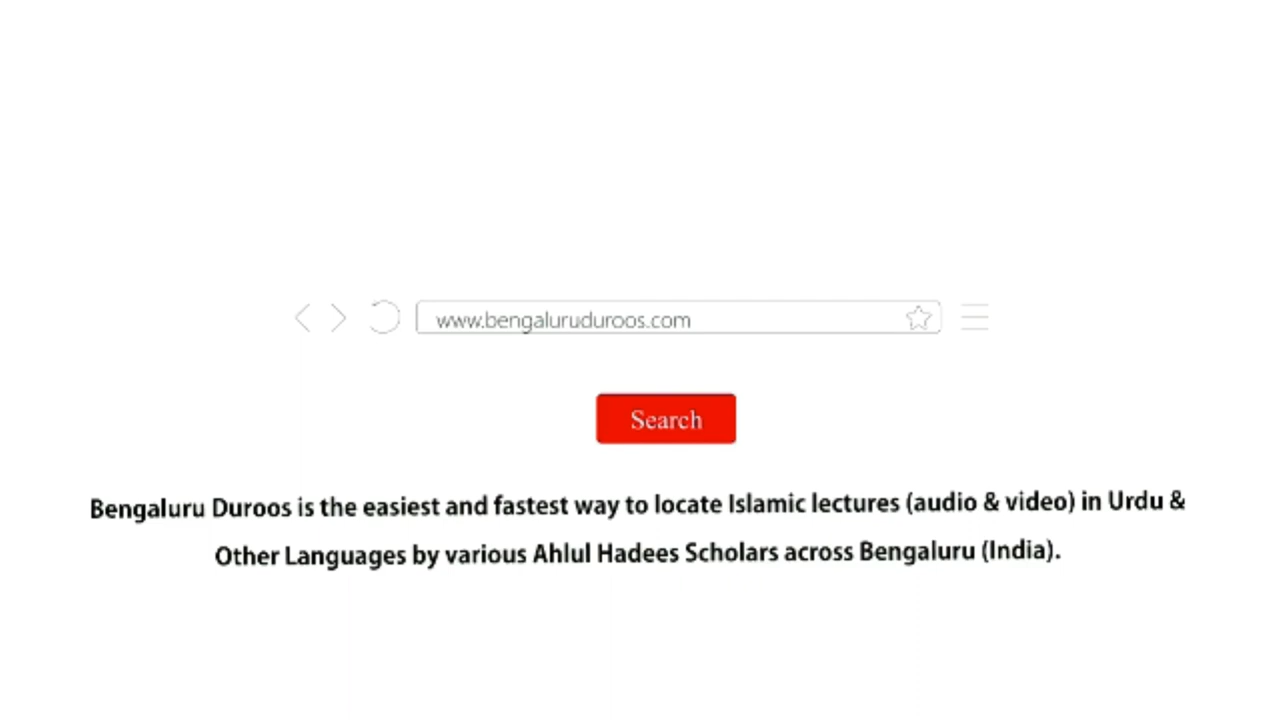 www.bengaluruduroos.com
Search
Bengaluru Duroos is the easiest and fastest way to locate Islamic lectures (audio & video) in Urdu &
Other Languages by various Ahlul Hadees Scholars across Bengaluru (India).